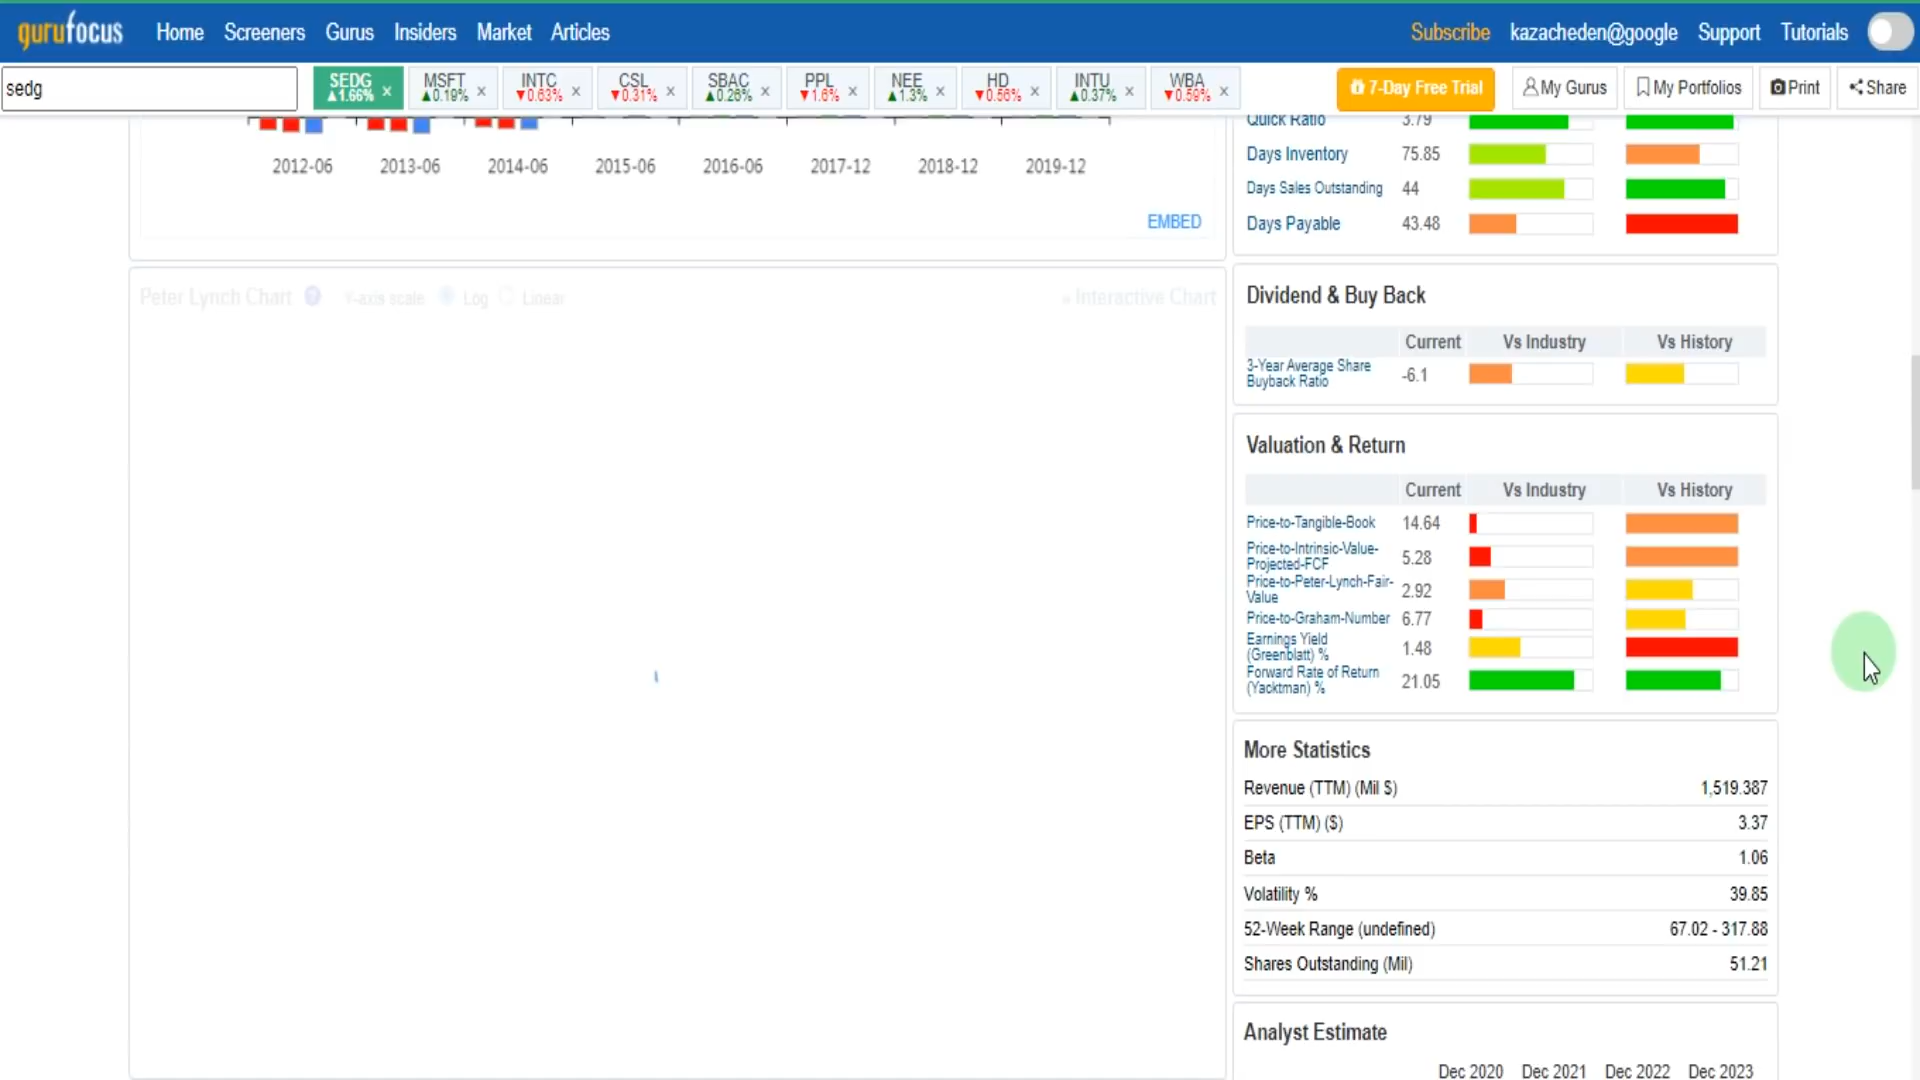 gurufocus Home Screeners Gurus Insiders Market Articles Subscribe kazacheden@google Support Tutorials
sedg SEDG × MSFT × INTC × CSL × SBAC × PPL × NEE × HD × INTU × WBA × 7-Day Free Trial My Gurus My Portfolios Print Share
▲1.66% ▲0.19% ▼0.63% ▼0.31% ▲0.26% ▼1.6% ▲1.3% ▼0.56% ▲0.37% ▼0.59%
2012-06 2013-06 2014-06 2015-06 2016-06 2017-12 2018-12 2019-12
EMBED
Peter Lynch Chart ? Y-axis scale Log Linear » Interactive Chart
Quick Ratio 3.79
Days Inventory 75.85
Days Sales Outstanding 44
Days Payable 43.48
Dividend & Buy Back
Current Vs Industry Vs History
3-Year Average Share
Buyback Ratio -6.1
Valuation & Return
Current Vs Industry Vs History
Price-to-Tangible-Book 14.64
Price-to-Intrinsic-Value-
Projected-FCF 5.28
Price-to-Peter-Lynch-Fair-
Value 2.92
Price-to-Graham-Number 6.77
Earnings Yield
(Greenblatt) % 1.48
Forward Rate of Return
(Yacktman) % 21.05
More Statistics
Revenue (TTM) (Mil $) 1,519.387
EPS (TTM) ($) 3.37
Beta 1.06
Volatility % 39.85
52-Week Range (undefined) 67.02 - 317.88
Shares Outstanding (Mil) 51.21
Analyst Estimate
Dec 2020 Dec 2021 Dec 2022 Dec 2023